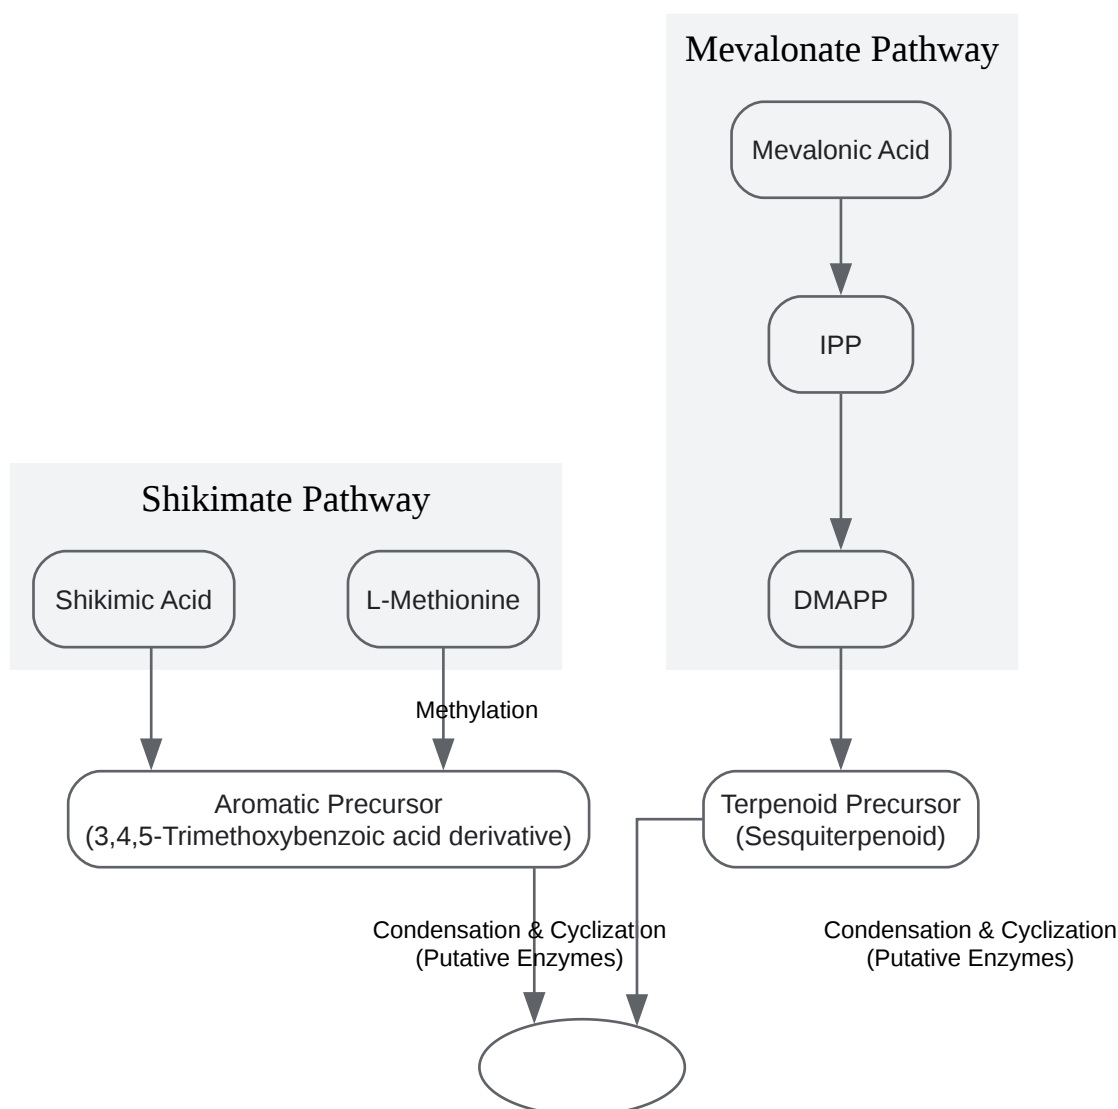 Mevalonate Pathway
Mevalonic Acid
IPP
Shikimate Pathway
Shikimic Acid
L-Methionine
DMAPP
Methylation
Aromatic Precursor
(3,4,5-Trimethoxybenzoic acid derivative)
Terpenoid Precursor
(Sesquiterpenoid)
Condensation & Cyclization
(Putative Enzymes)
Condensation & Cyclization
(Putative Enzymes)